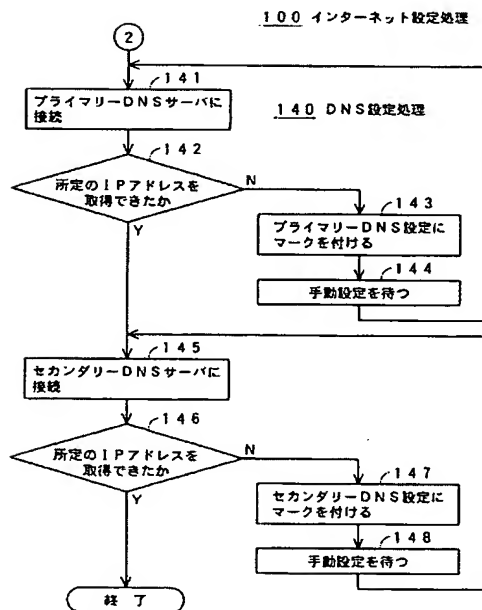 100 インターネット設定処理
2
141
プライマリーDNSサーバに
接続
140 DNS設定処理
142
所定のIPアドレスを
取得できたか
N
Y
143
プライマリーDNS設定に
マークを付ける
144
手動設定を待つ
145
セカンダリーDNSサーバに
接続
146
所定のIPアドレスを
取得できたか
N
Y
147
セカンダリーDNS設定に
マークを付ける
148
手動設定を待つ
終了